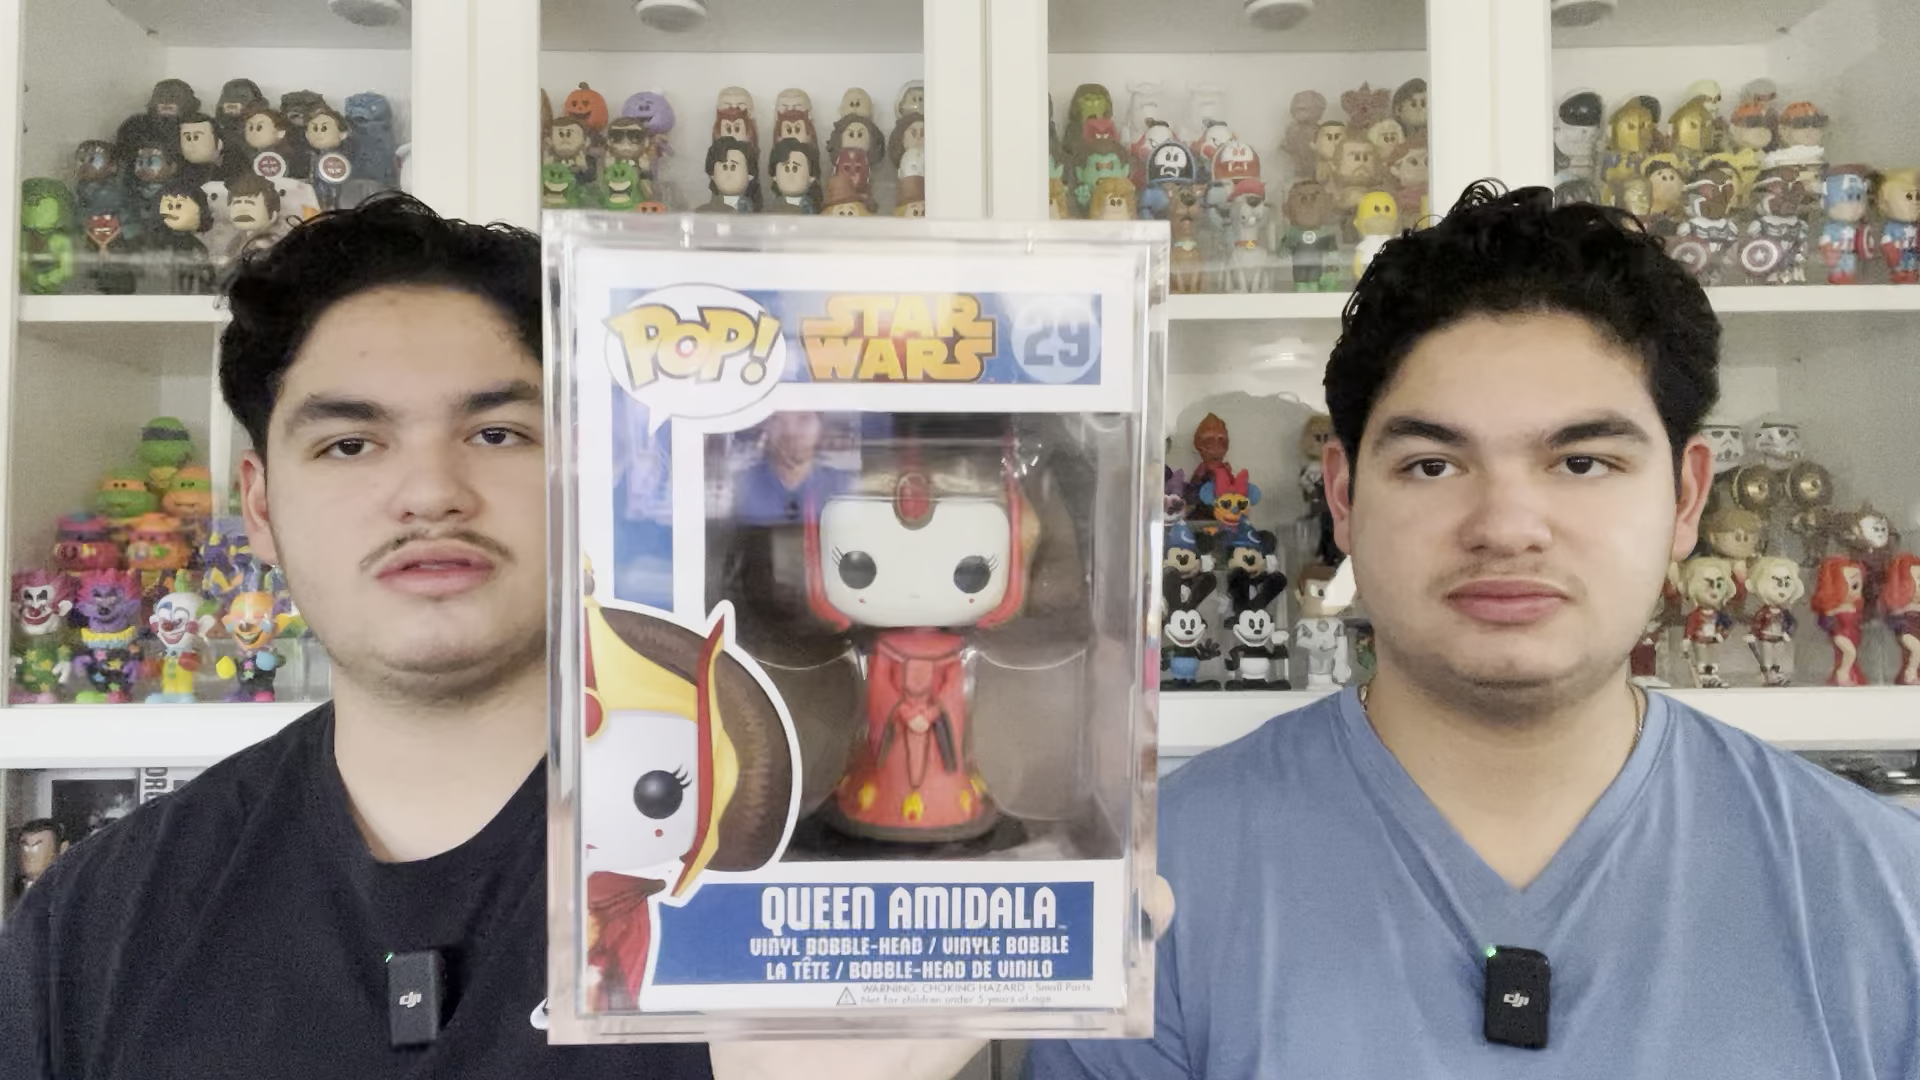 POP!
STAR
WARS
29
QUEEN AMIDALA
VINYL BOBBLE-HEAD / VINYLE BOBBLE
LA TÊTE / BOBBLE-HEAD DE VINILO
WARNING: CHOKING HAZARD - Small Parts
Not for children under 3 years of age.
dji
dji